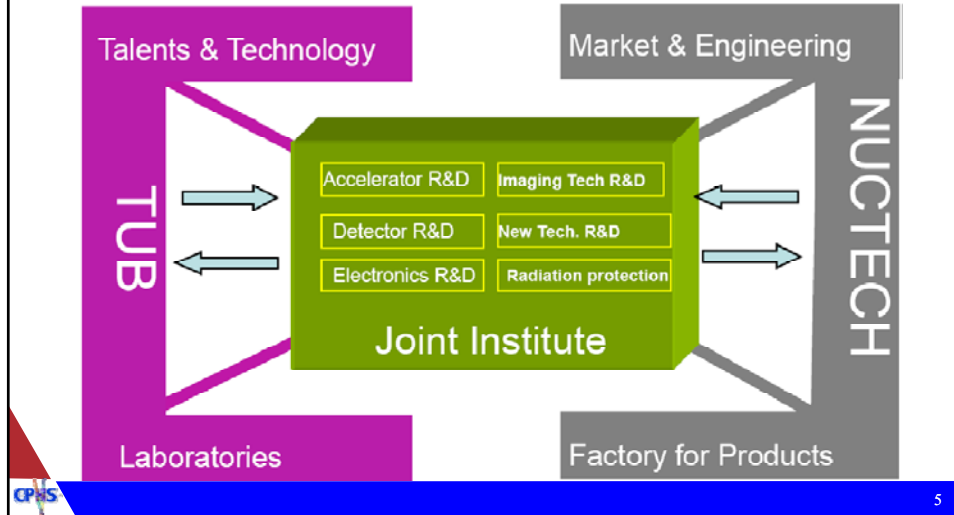 Talents & Technology
Market & Engineering
TUB
Accelerator R&D
Imaging Tech R&D
Detector R&D
New Tech. R&D
Electronics R&D
Radiation protection
Joint Institute
NUCTECH
Laboratories
Factory for Products
CPHS
5